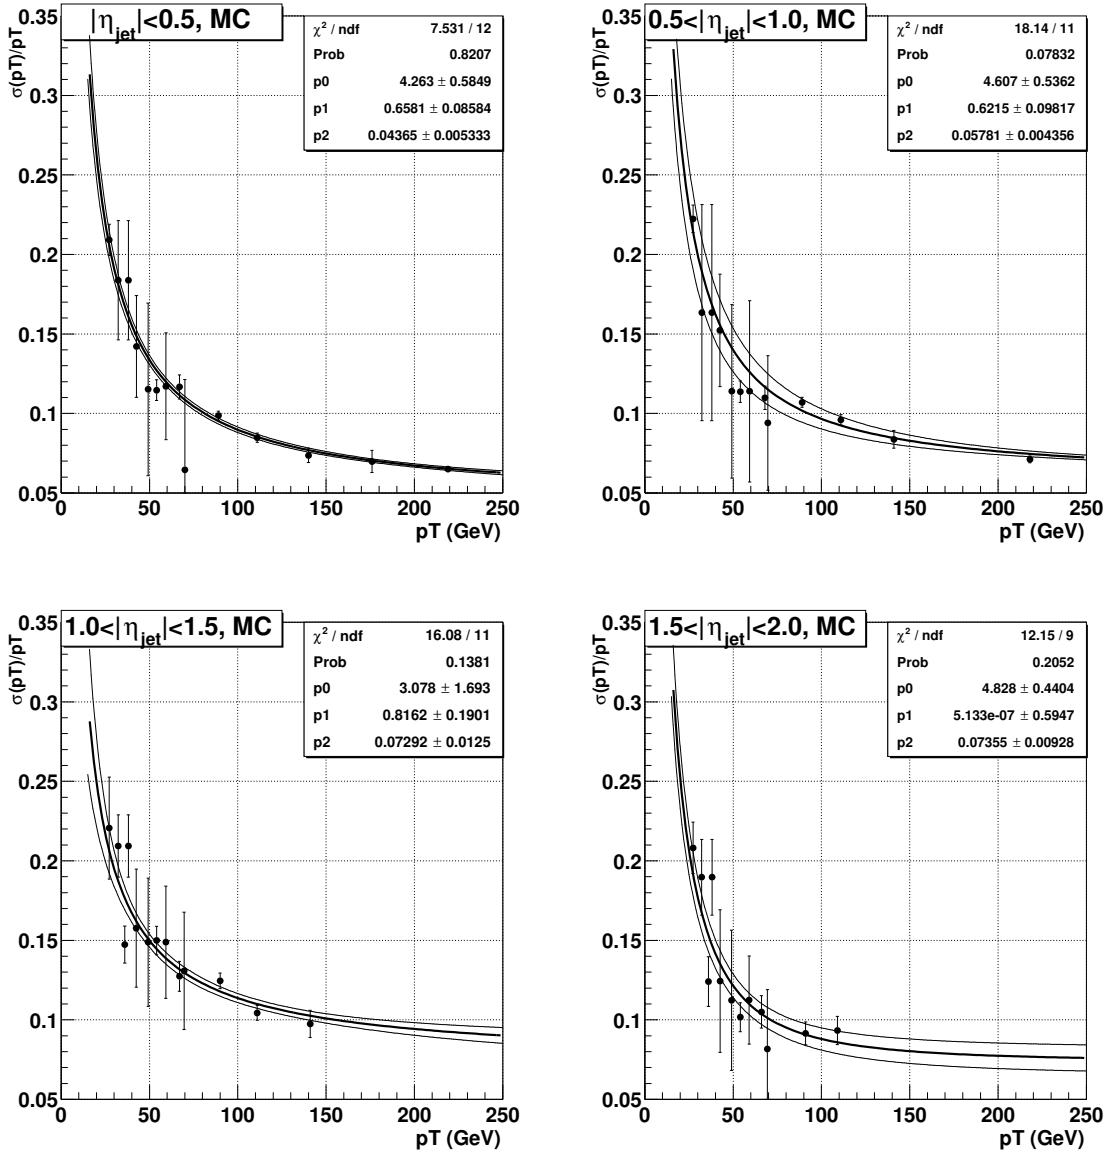 |η_jet|<0.5, MC
χ² / ndf 7.531 / 12
Prob 0.8207
p0 4.263 ± 0.5849
p1 0.6581 ± 0.08584
p2 0.04365 ± 0.005333
σ(pT)/pT
0.35
0.3
0.25
0.2
0.15
0.1
0.05
0 50 100 150 200 250
pT (GeV)
0.5<|η_jet|<1.0, MC
χ² / ndf 18.14 / 11
Prob 0.07832
p0 4.607 ± 0.5362
p1 0.6215 ± 0.09817
p2 0.05781 ± 0.004356
σ(pT)/pT
0.35
0.3
0.25
0.2
0.15
0.1
0.05
0 50 100 150 200 250
pT (GeV)
1.0<|η_jet|<1.5, MC
χ² / ndf 16.08 / 11
Prob 0.1381
p0 3.078 ± 1.693
p1 0.8162 ± 0.1901
p2 0.07292 ± 0.0125
σ(pT)/pT
0.35
0.3
0.25
0.2
0.15
0.1
0.05
0 50 100 150 200 250
pT (GeV)
1.5<|η_jet|<2.0, MC
χ² / ndf 12.15 / 9
Prob 0.2052
p0 4.828 ± 0.4404
p1 5.133e-07 ± 0.5947
p2 0.07355 ± 0.00928
σ(pT)/pT
0.35
0.3
0.25
0.2
0.15
0.1
0.05
0 50 100 150 200 250
pT (GeV)